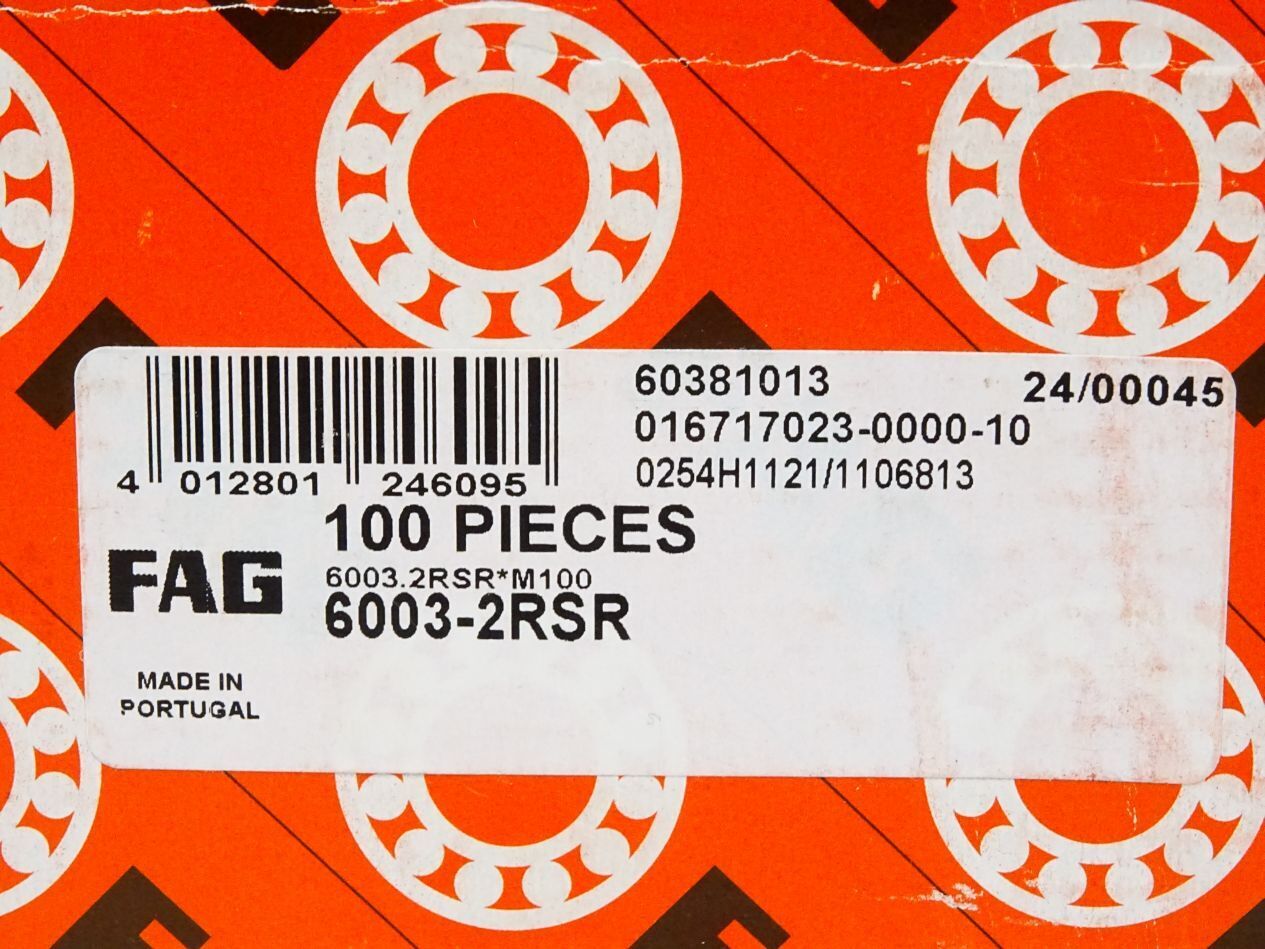 60381013 24/00045
016717023-0000-10
0254H1121/1106813
4 012801 246095
100 PIECES
6003.2RSR*M100
FAG
6003-2RSR
MADE IN
PORTUGAL